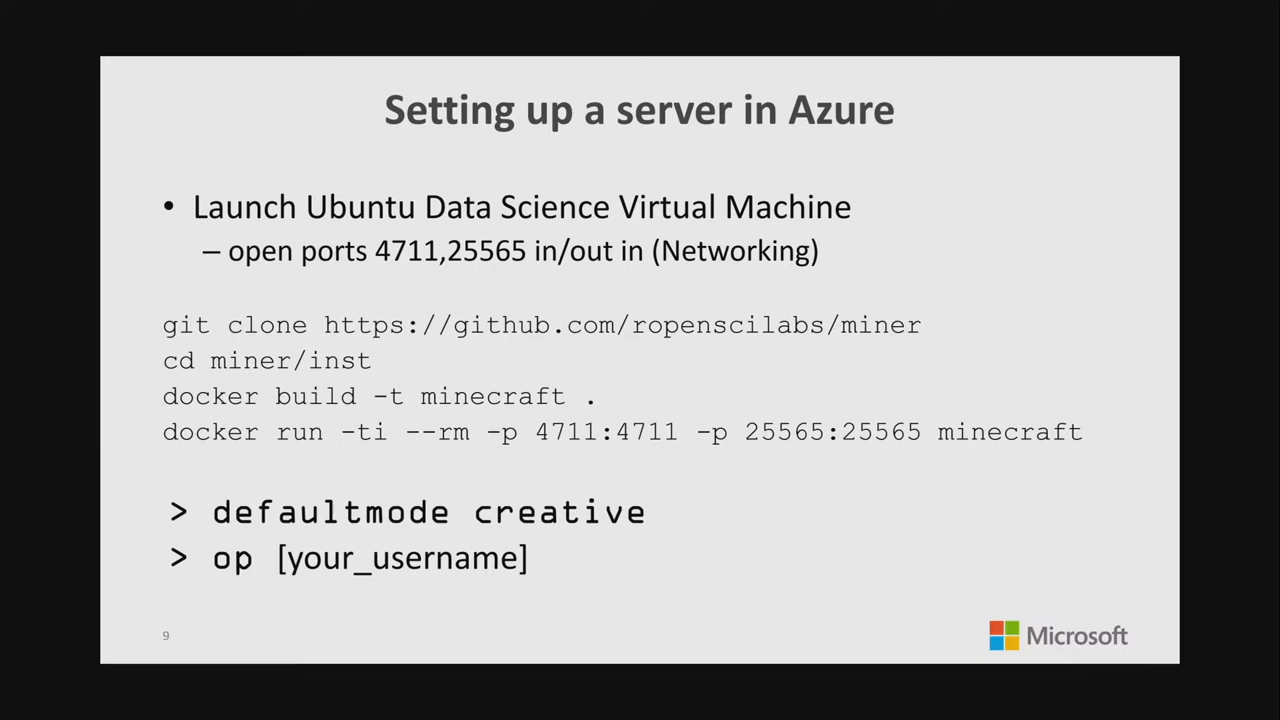 Setting up a server in Azure
• Launch Ubuntu Data Science Virtual Machine
– open ports 4711,25565 in/out in (Networking)
git clone https://github.com/ropenscilabs/miner
cd miner/inst
docker build -t minecraft .
docker run -ti --rm -p 4711:4711 -p 25565:25565 minecraft
> defaultmode creative
> op [your_username]
9
Microsoft